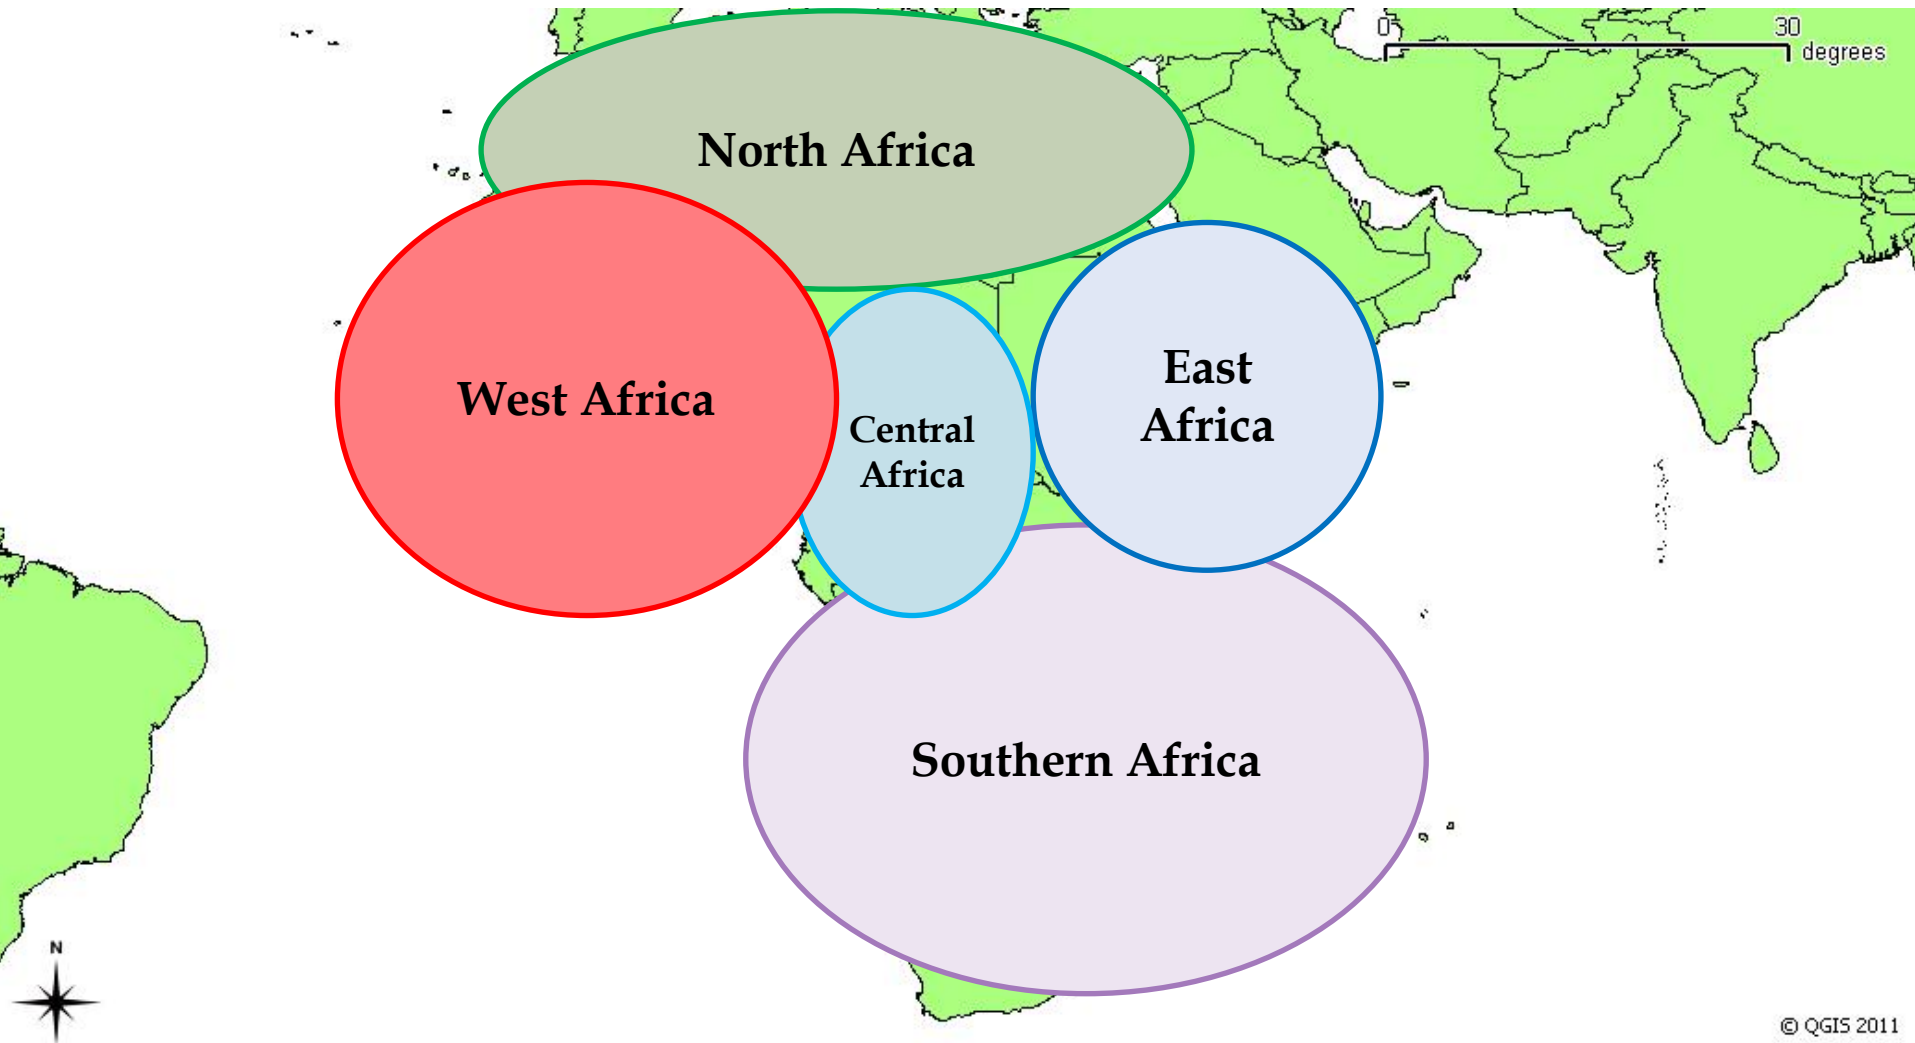 0 30
degrees
North Africa
East
Africa
West Africa
Central
Africa
Southern Africa
N
© QGIS 2011